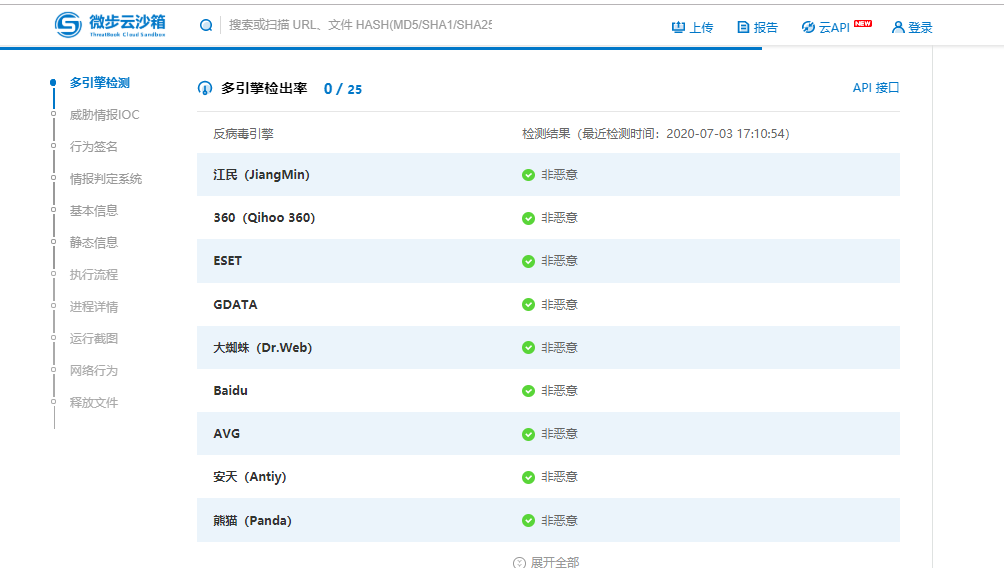 微步云沙箱
ThreatBook Cloud Sandbox
搜索或扫描 URL、文件 HASH(MD5/SHA1/SHA25
上传
报告
云API NEW
登录
多引擎检测
威胁情报IOC
行为签名
情报判定系统
基本信息
静态信息
执行流程
进程详情
运行截图
网络行为
释放文件
多引擎检出率 0 / 25
API 接口
反病毒引擎 检测结果（最近检测时间：2020-07-03 17:10:54）
江民（JiangMin） 非恶意
360（Qihoo 360） 非恶意
ESET 非恶意
GDATA 非恶意
大蜘蛛（Dr.Web） 非恶意
Baidu 非恶意
AVG 非恶意
安天（Antiy） 非恶意
熊猫（Panda） 非恶意
展开全部